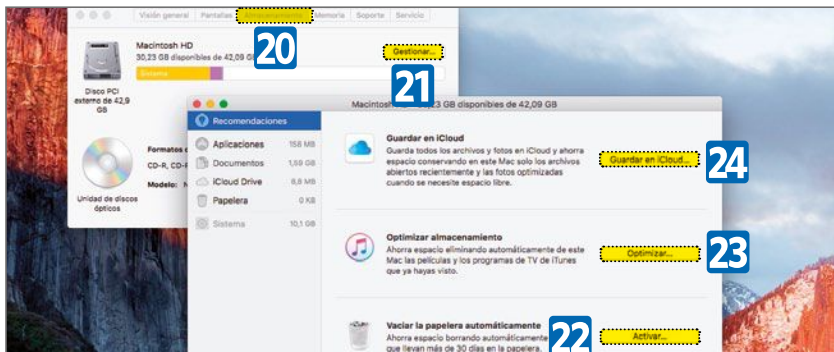 Visión general Pantallas Almacenamiento Memoria Soporte Servicio
20
Macintosh HD
30,23 GB disponibles de 42,09 GB
Gestionar...
Sistema
21
Disco PCI
externo de 42,9
GB
Macintosh 23 GB disponibles de 42,09 GB
Recomendaciones
Aplicaciones 158 MB
Documentos 1,59 GB
iCloud Drive 8,8 MB
Papelera 0 KB
Sistema 10,1 GB
Formatos
CD-R, CD-
Modelo:
Unidad de discos
ópticos
Guardar en iCloud
Guarda todos los archivos y fotos en iCloud y ahorra
espacio conservando en este Mac solo los archivos
abiertos recientemente y las fotos optimizadas
cuando se necesite espacio libre.
Guardar en iCloud...
24
Optimizar almacenamiento
Ahorra espacio eliminando automáticamente de este
Mac las películas y los programas de TV de iTunes
que ya hayas visto.
Optimizar...
23
Vaciar la papelera automáticamente
Ahorra espacio borrando automáticamente
que llevan más de 30 días en la papelera.
22
Activar...